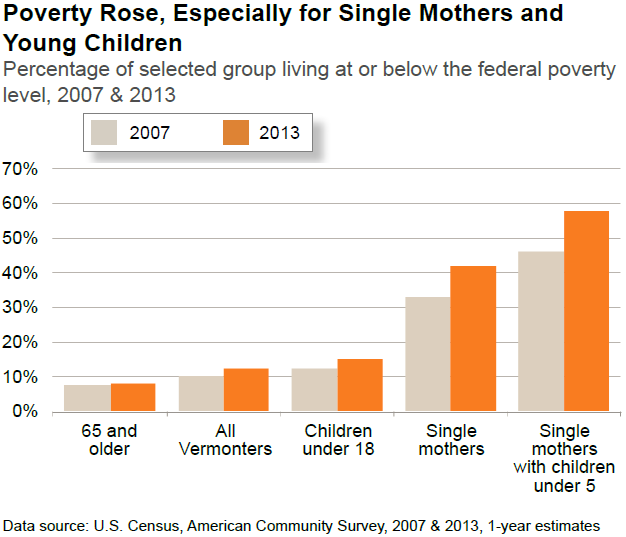 Poverty Rose, Especially for Single Mothers and
Young Children
Percentage of selected group living at or below the federal poverty
level, 2007 & 2013
2007 2013
70%
60%
50%
40%
30%
20%
10%
0%
65 and
older
All
Vermonters
Children
under 18
Single
mothers
Single
mothers
with children
under 5
Data source: U.S. Census, American Community Survey, 2007 & 2013, 1-year estimates